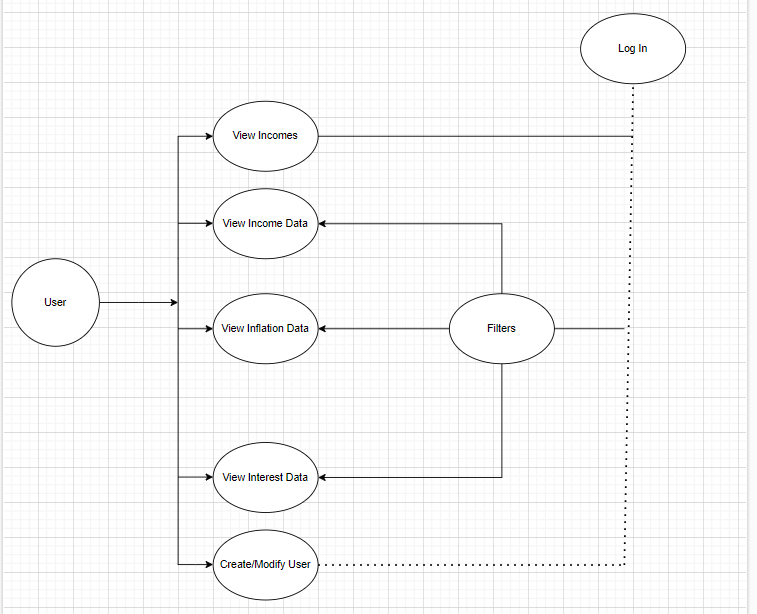 Log In
View Incomes
View Income Data
User
View Inflation Data
Filters
View Interest Data
Create/Modify User